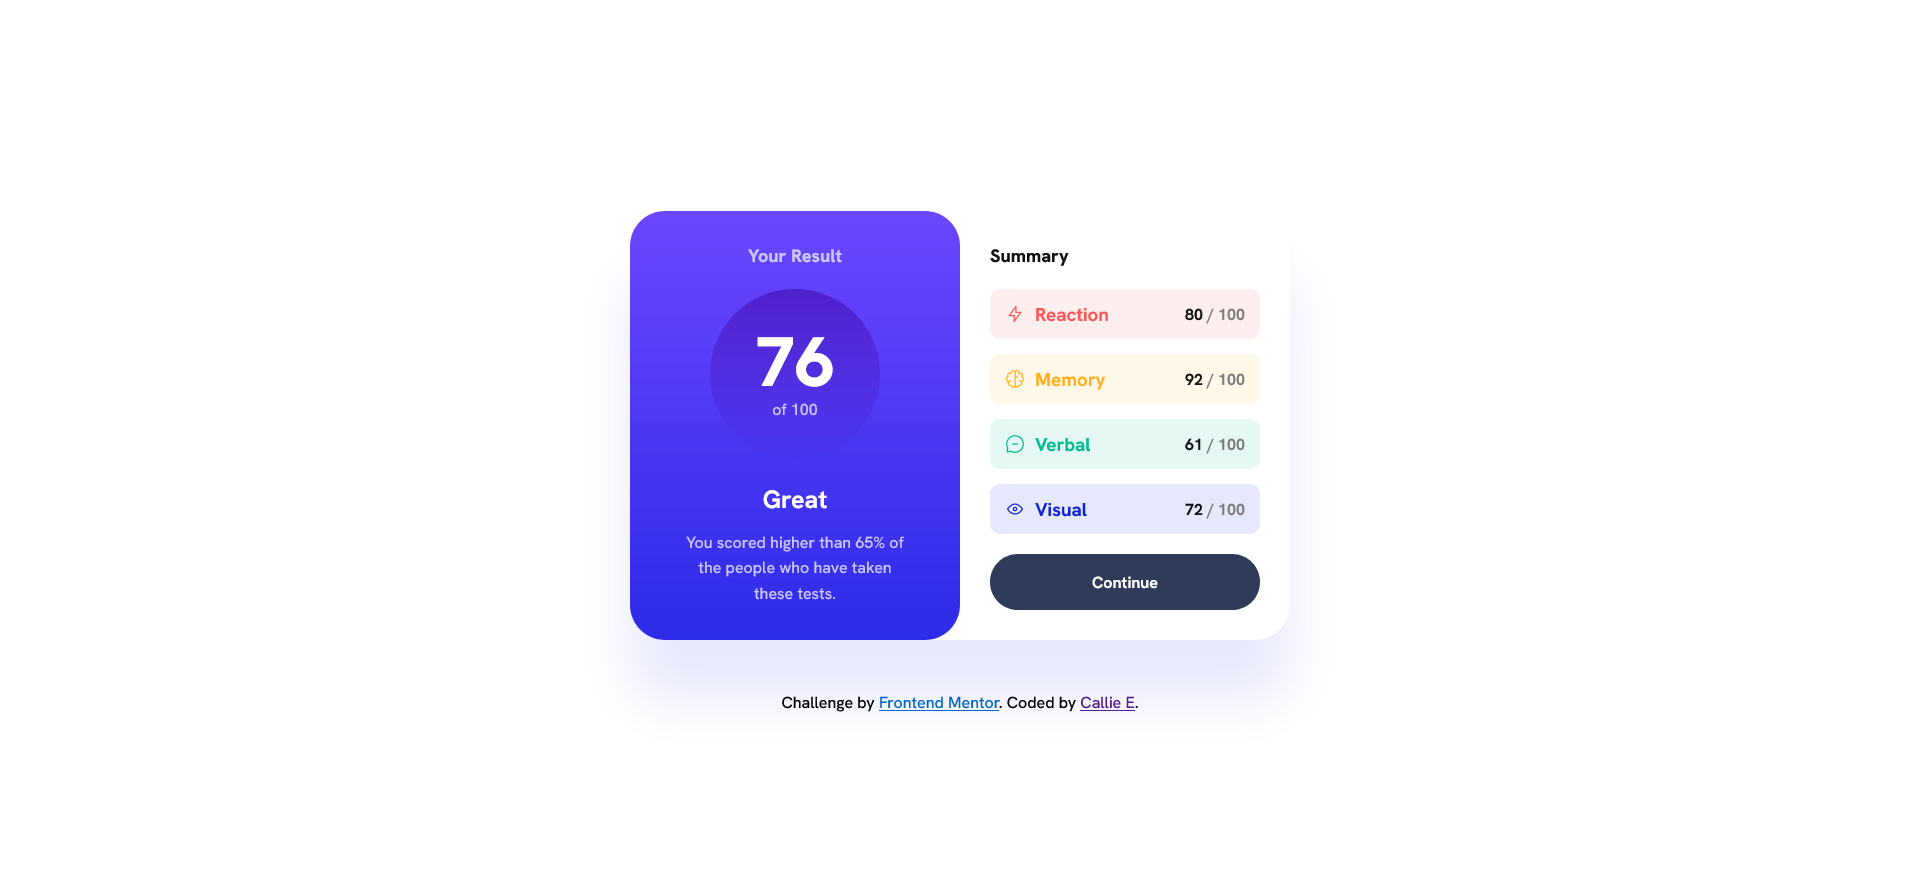 Your Result
76
of 100
Great
You scored higher than 65% of
the people who have taken
these tests.
Summary
Reaction 80 / 100
Memory 92 / 100
Verbal 61 / 100
Visual 72 / 100
Continue
Challenge by Frontend Mentor. Coded by Callie E.